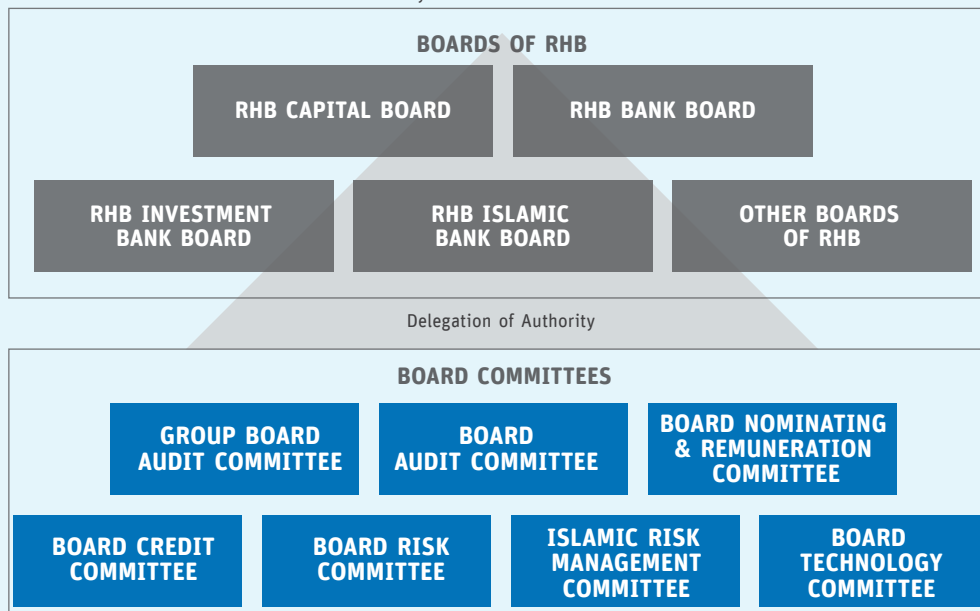 BOARDS OF RHB
RHB CAPITAL BOARD
RHB BANK BOARD
RHB INVESTMENT
BANK BOARD
RHB ISLAMIC
BANK BOARD
OTHER BOARDS
OF RHB
Delegation of Authority
BOARD COMMITTEES
GROUP BOARD
AUDIT COMMITTEE
BOARD
AUDIT COMMITTEE
BOARD NOMINATING
& REMUNERATION
COMMITTEE
BOARD CREDIT
COMMITTEE
BOARD RISK
COMMITTEE
ISLAMIC RISK
MANAGEMENT
COMMITTEE
BOARD
TECHNOLOGY
COMMITTEE